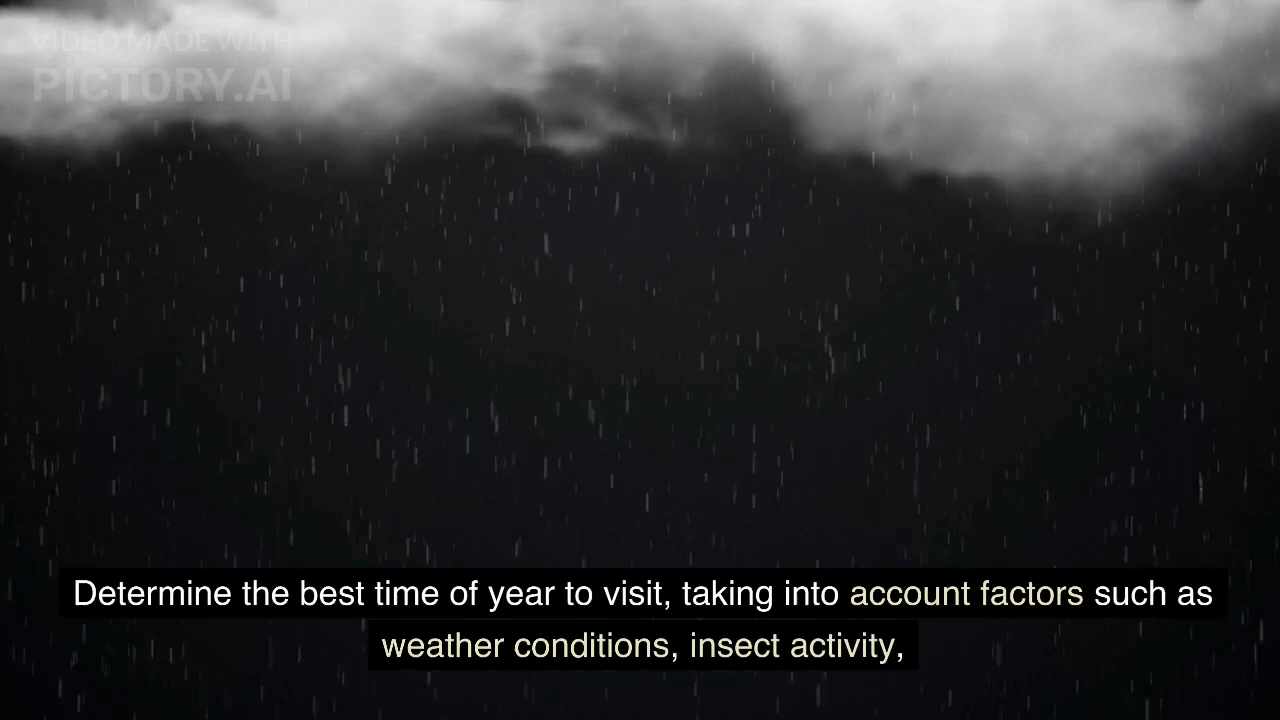 VIDEO MADE WITH
PICTORY.AI
Determine the best time of year to visit, taking into account factors such as
weather conditions, insect activity,